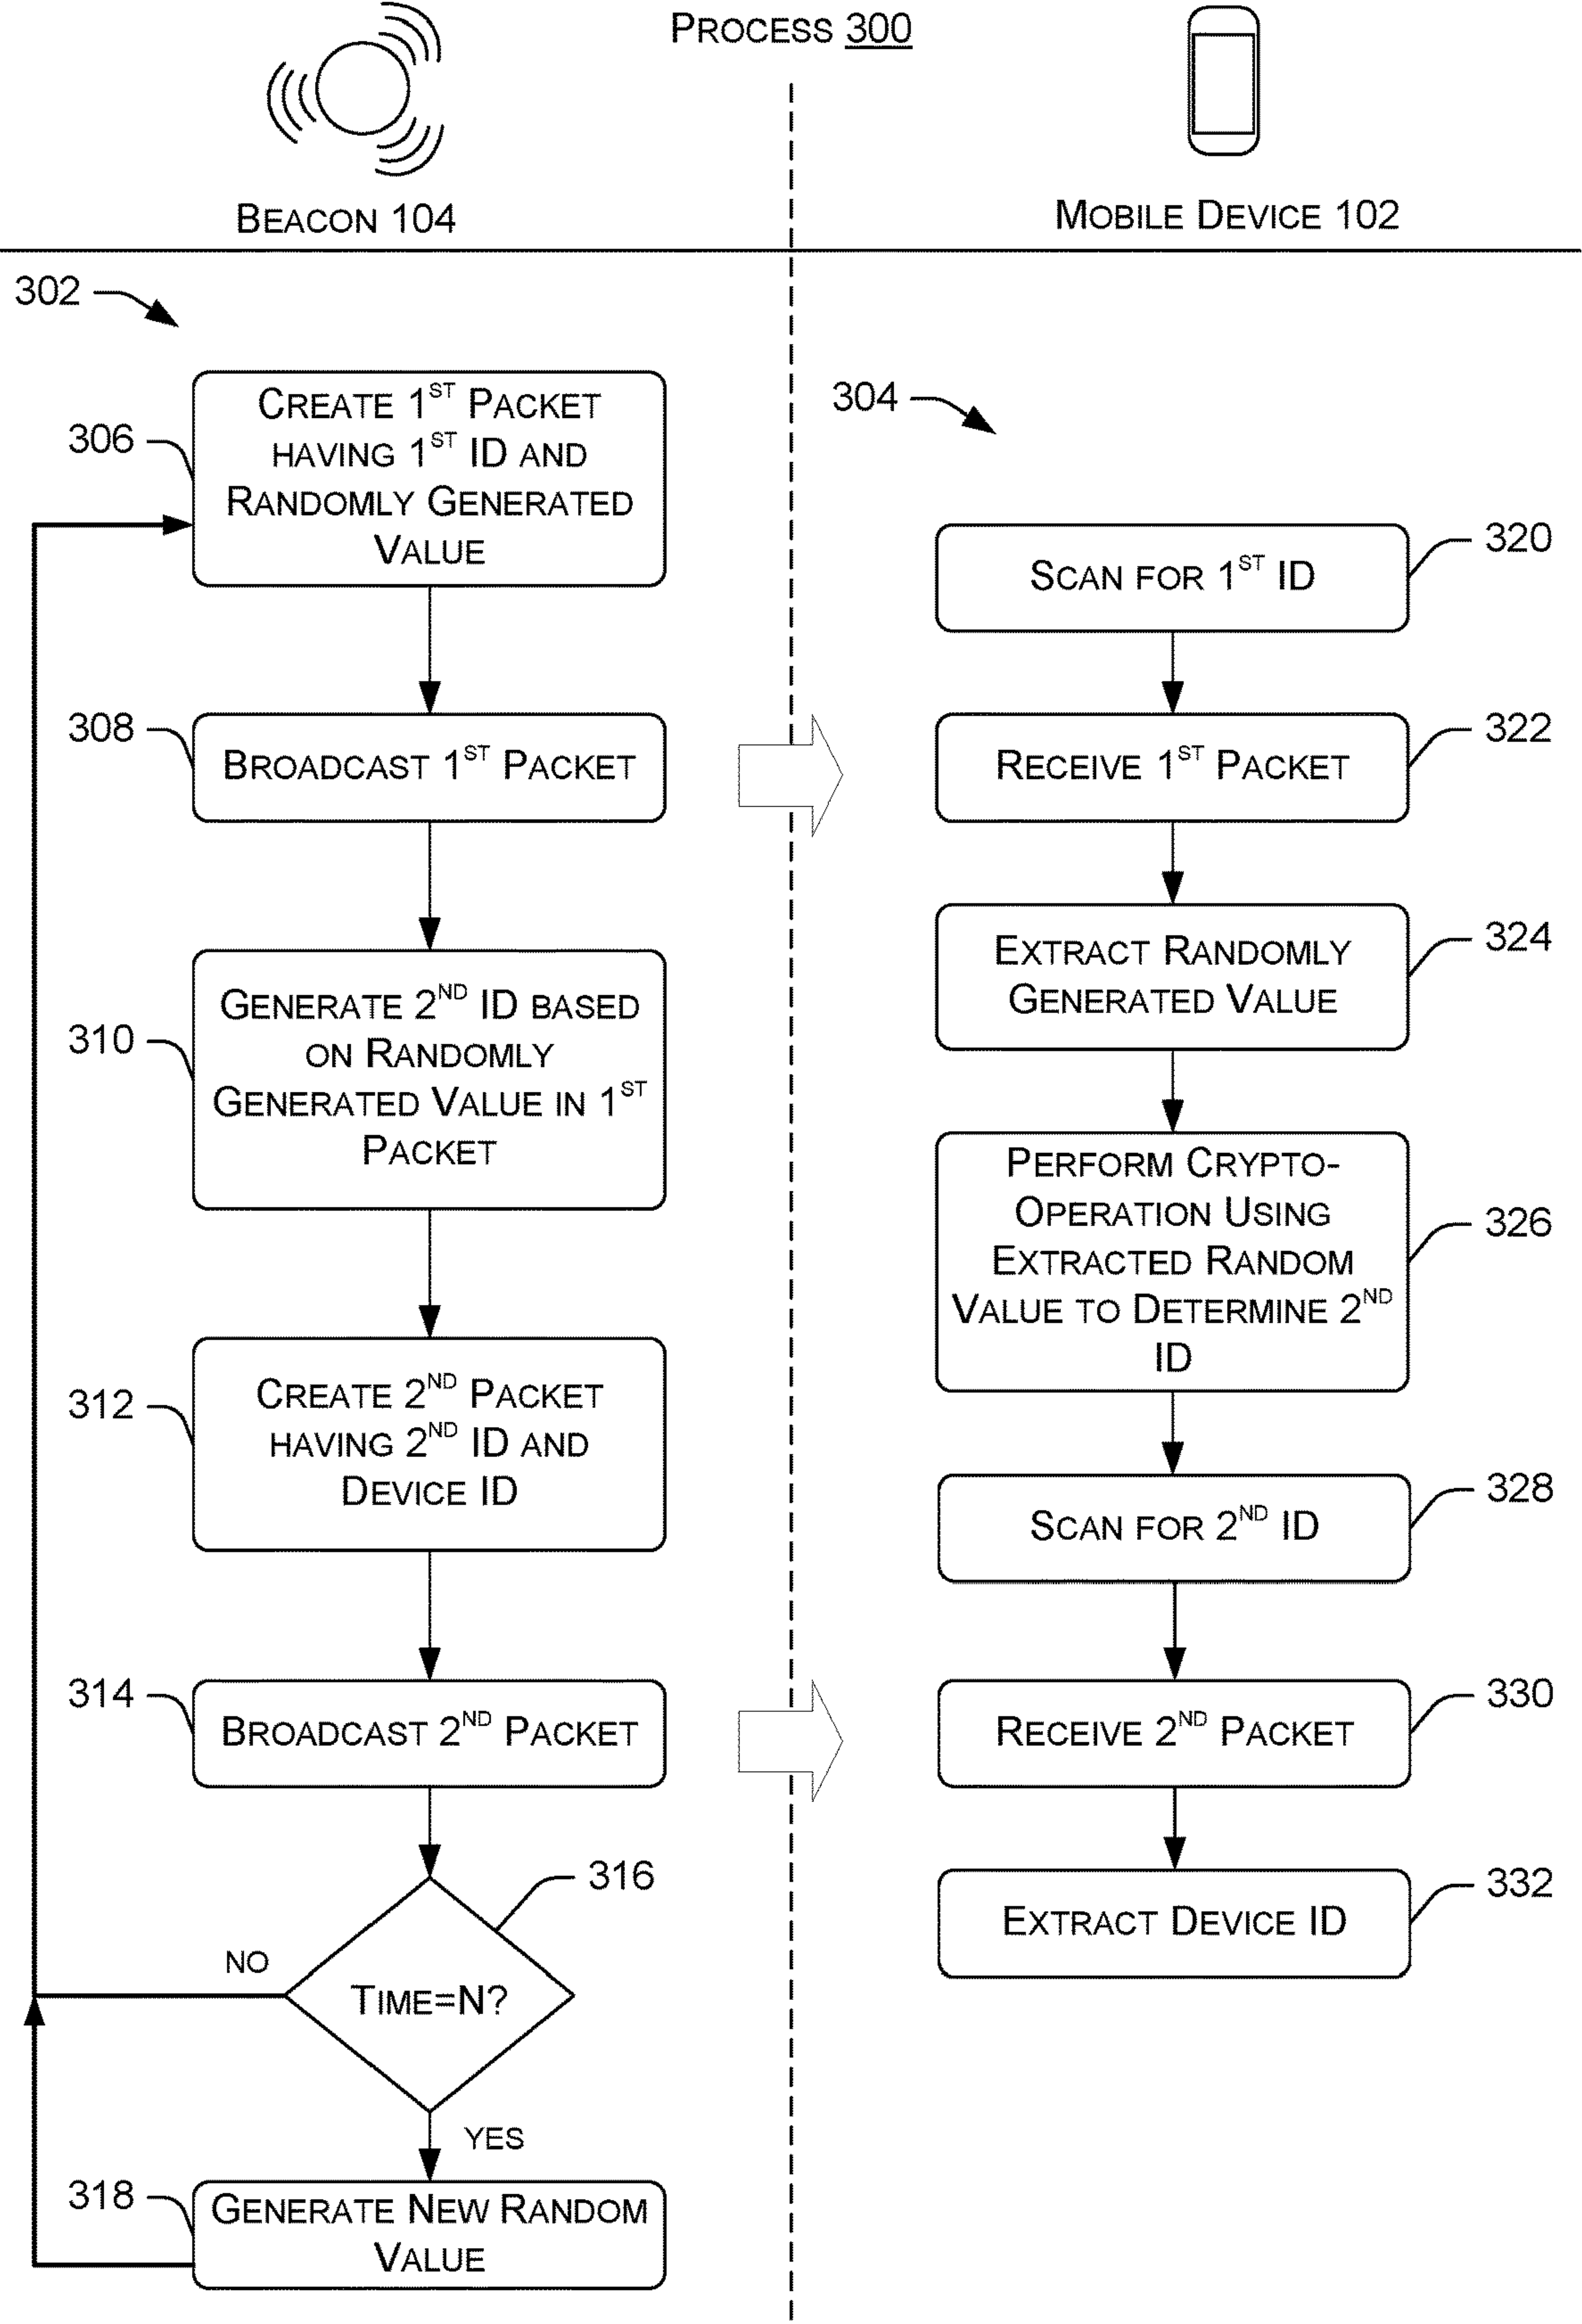 PROCESS 300
BEACON 104
MOBILE DEVICE 102
302
306
CREATE 1ST PACKET
HAVING 1ST ID AND
RANDOMLY GENERATED
VALUE
308
BROADCAST 1ST PACKET
310
GENERATE 2ND ID BASED
ON RANDOMLY
GENERATED VALUE IN 1ST
PACKET
312
CREATE 2ND PACKET
HAVING 2ND ID AND
DEVICE ID
314
BROADCAST 2ND PACKET
316
TIME=N?
NO
YES
318
GENERATE NEW RANDOM
VALUE
304
320
SCAN FOR 1ST ID
322
RECEIVE 1ST PACKET
324
EXTRACT RANDOMLY
GENERATED VALUE
326
PERFORM CRYPTO-
OPERATION USING
EXTRACTED RANDOM
VALUE TO DETERMINE 2ND
ID
328
SCAN FOR 2ND ID
330
RECEIVE 2ND PACKET
332
EXTRACT DEVICE ID